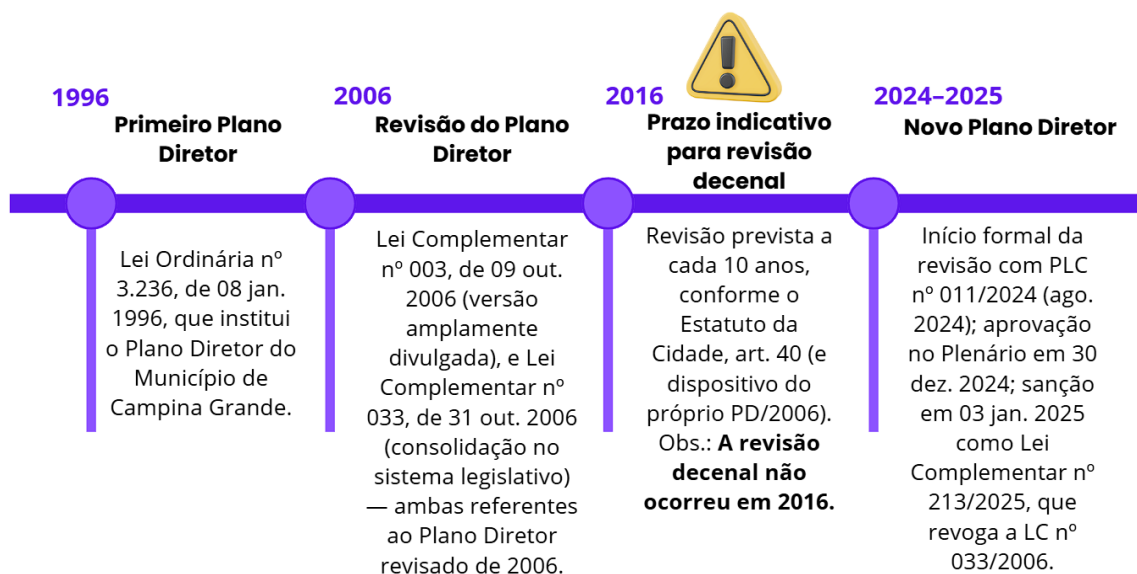 1996
Primeiro Plano
Diretor
Lei Ordinária nº
3.236, de 08 jan.
1996, que institui
o Plano Diretor do
Município de
Campina Grande.
2006
Revisão do Plano
Diretor
Lei Complementar
nº 003, de 09 out.
2006 (versão
amplamente
divulgada), e Lei
Complementar nº
033, de 31 out. 2006
(consolidação no
sistema legislativo)
— ambas referentes
ao Plano Diretor
revisado de 2006.
2016
Prazo indicativo
para revisão
decenal
Revisão prevista a
cada 10 anos,
conforme o
Estatuto da
Cidade, art. 40 (e
dispositivo do
próprio PD/2006).
Obs.: A revisão
decenal não
ocorreu em 2016.
2024–2025
Novo Plano Diretor
Início formal da
revisão com PLC
nº 011/2024 (ago.
2024); aprovação
no Plenário em 30
dez. 2024; sanção
em 03 jan. 2025
como Lei
Complementar nº
213/2025, que
revoga a LC nº
033/2006.